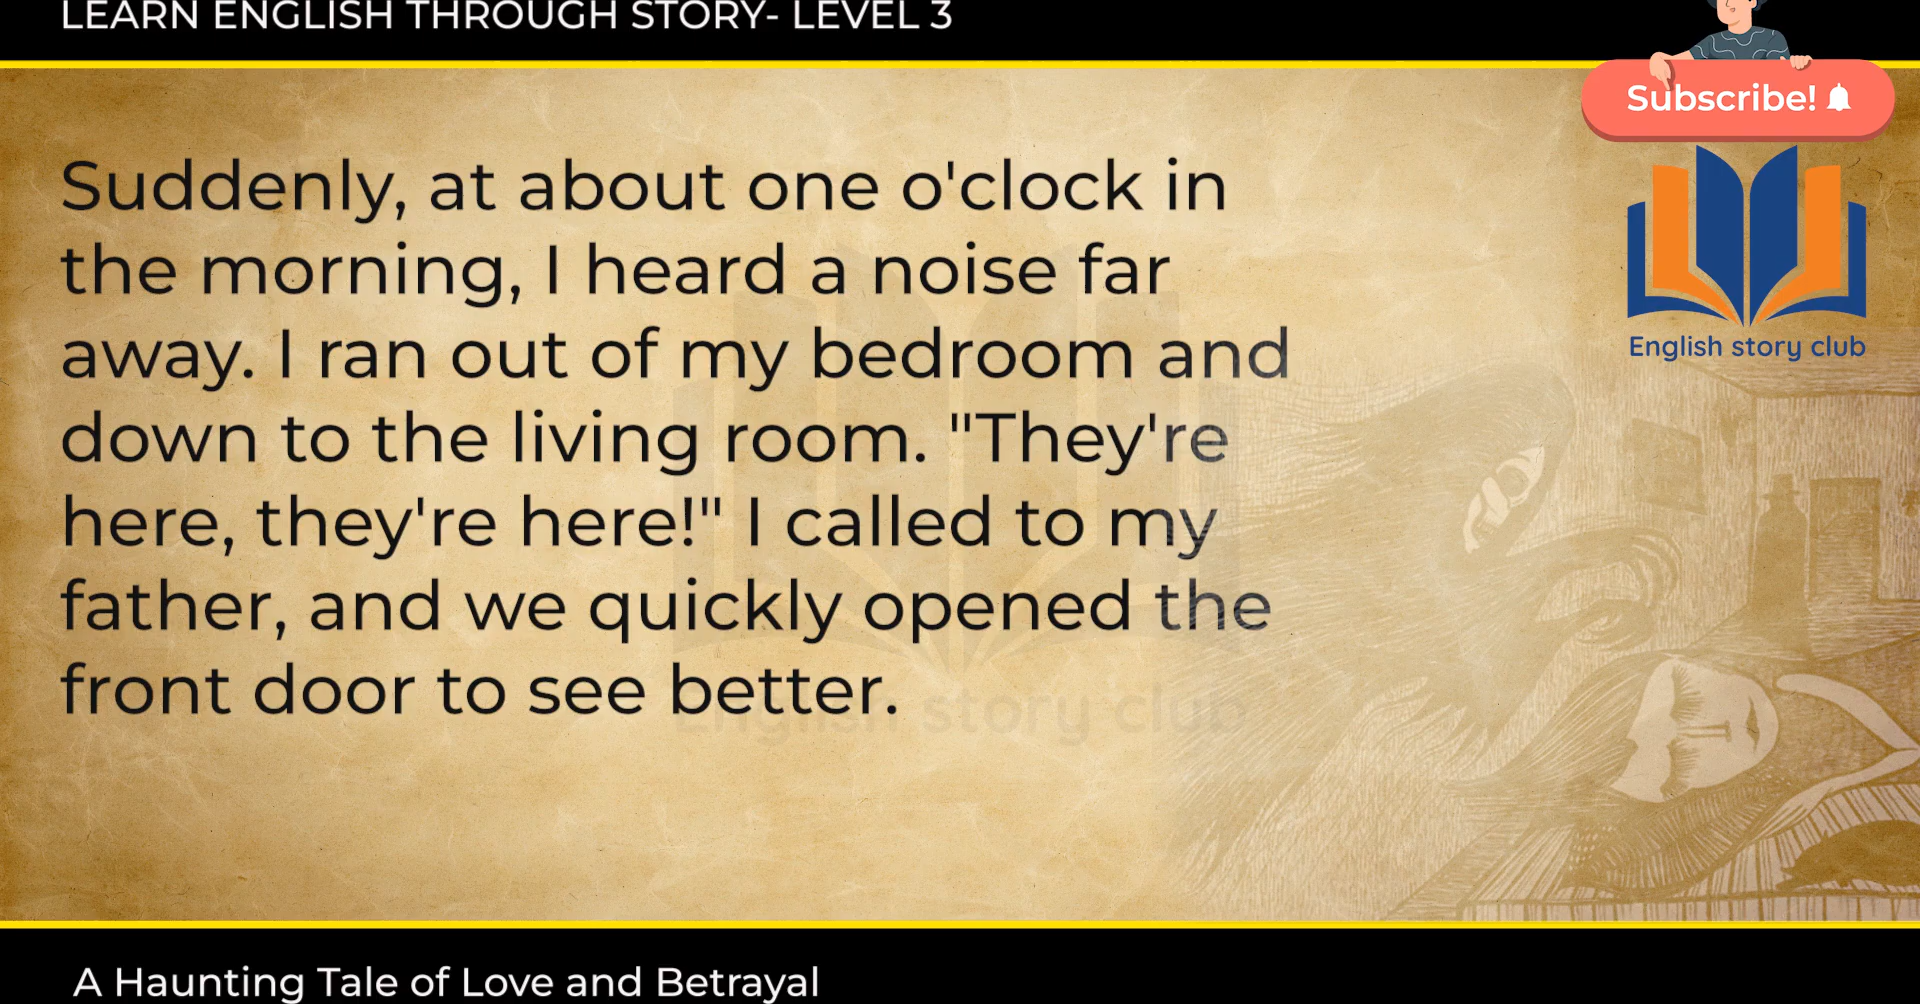 LEARN ENGLISH THROUGH STORY- LEVEL 3
Subscribe!
English story club
Suddenly, at about one o'clock in
the morning, I heard a noise far
away. I ran out of my bedroom and
down to the living room. "They're
here, they're here!" I called to my
father, and we quickly opened the
front door to see better.
English story club
A Haunting Tale of Love and Betrayal